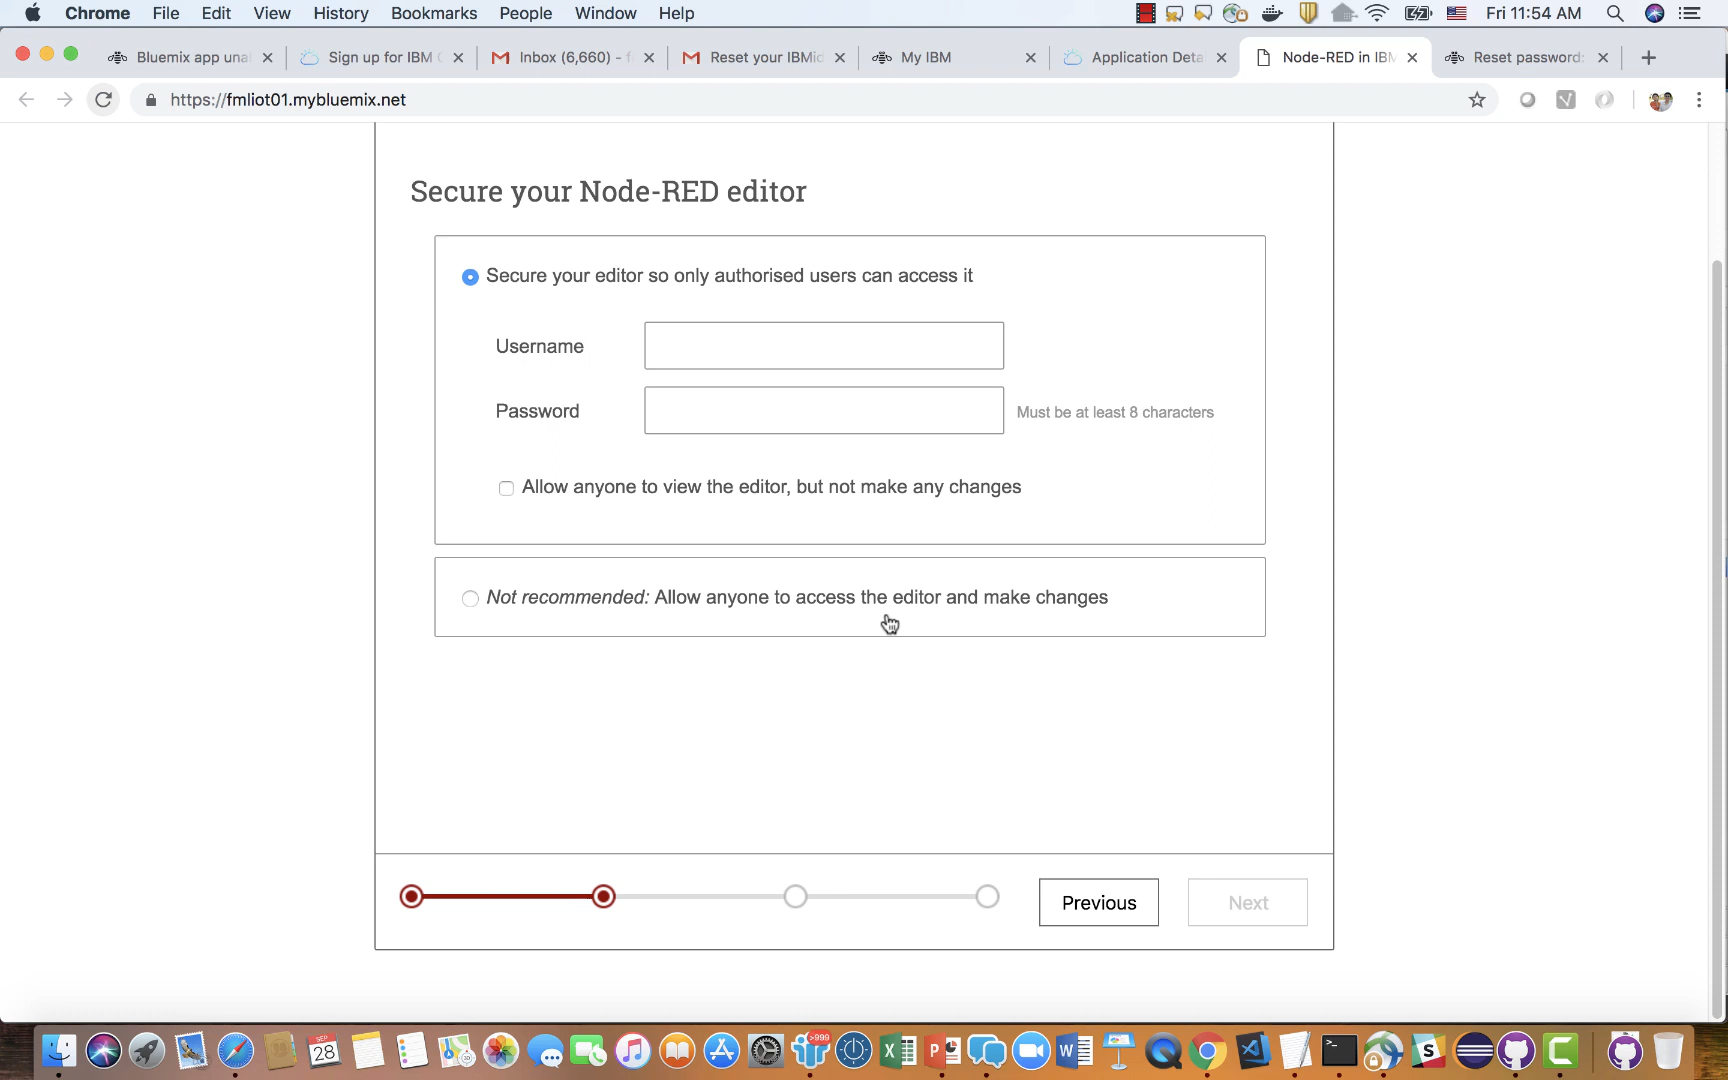 Chrome File Edit View History Bookmarks People Window Help Fri 11:54 AM
Bluemix app una Sign up for IBM Inbox (6,660) - Reset your IBMid My IBM Application Deta Node-RED in IBM Reset password:
https://fmliot01.mybluemix.net
Secure your Node-RED editor
Secure your editor so only authorised users can access it
Username
Password Must be at least 8 characters
Allow anyone to view the editor, but not make any changes
Not recommended: Allow anyone to access the editor and make changes
Previous Next
SEP
28
>999